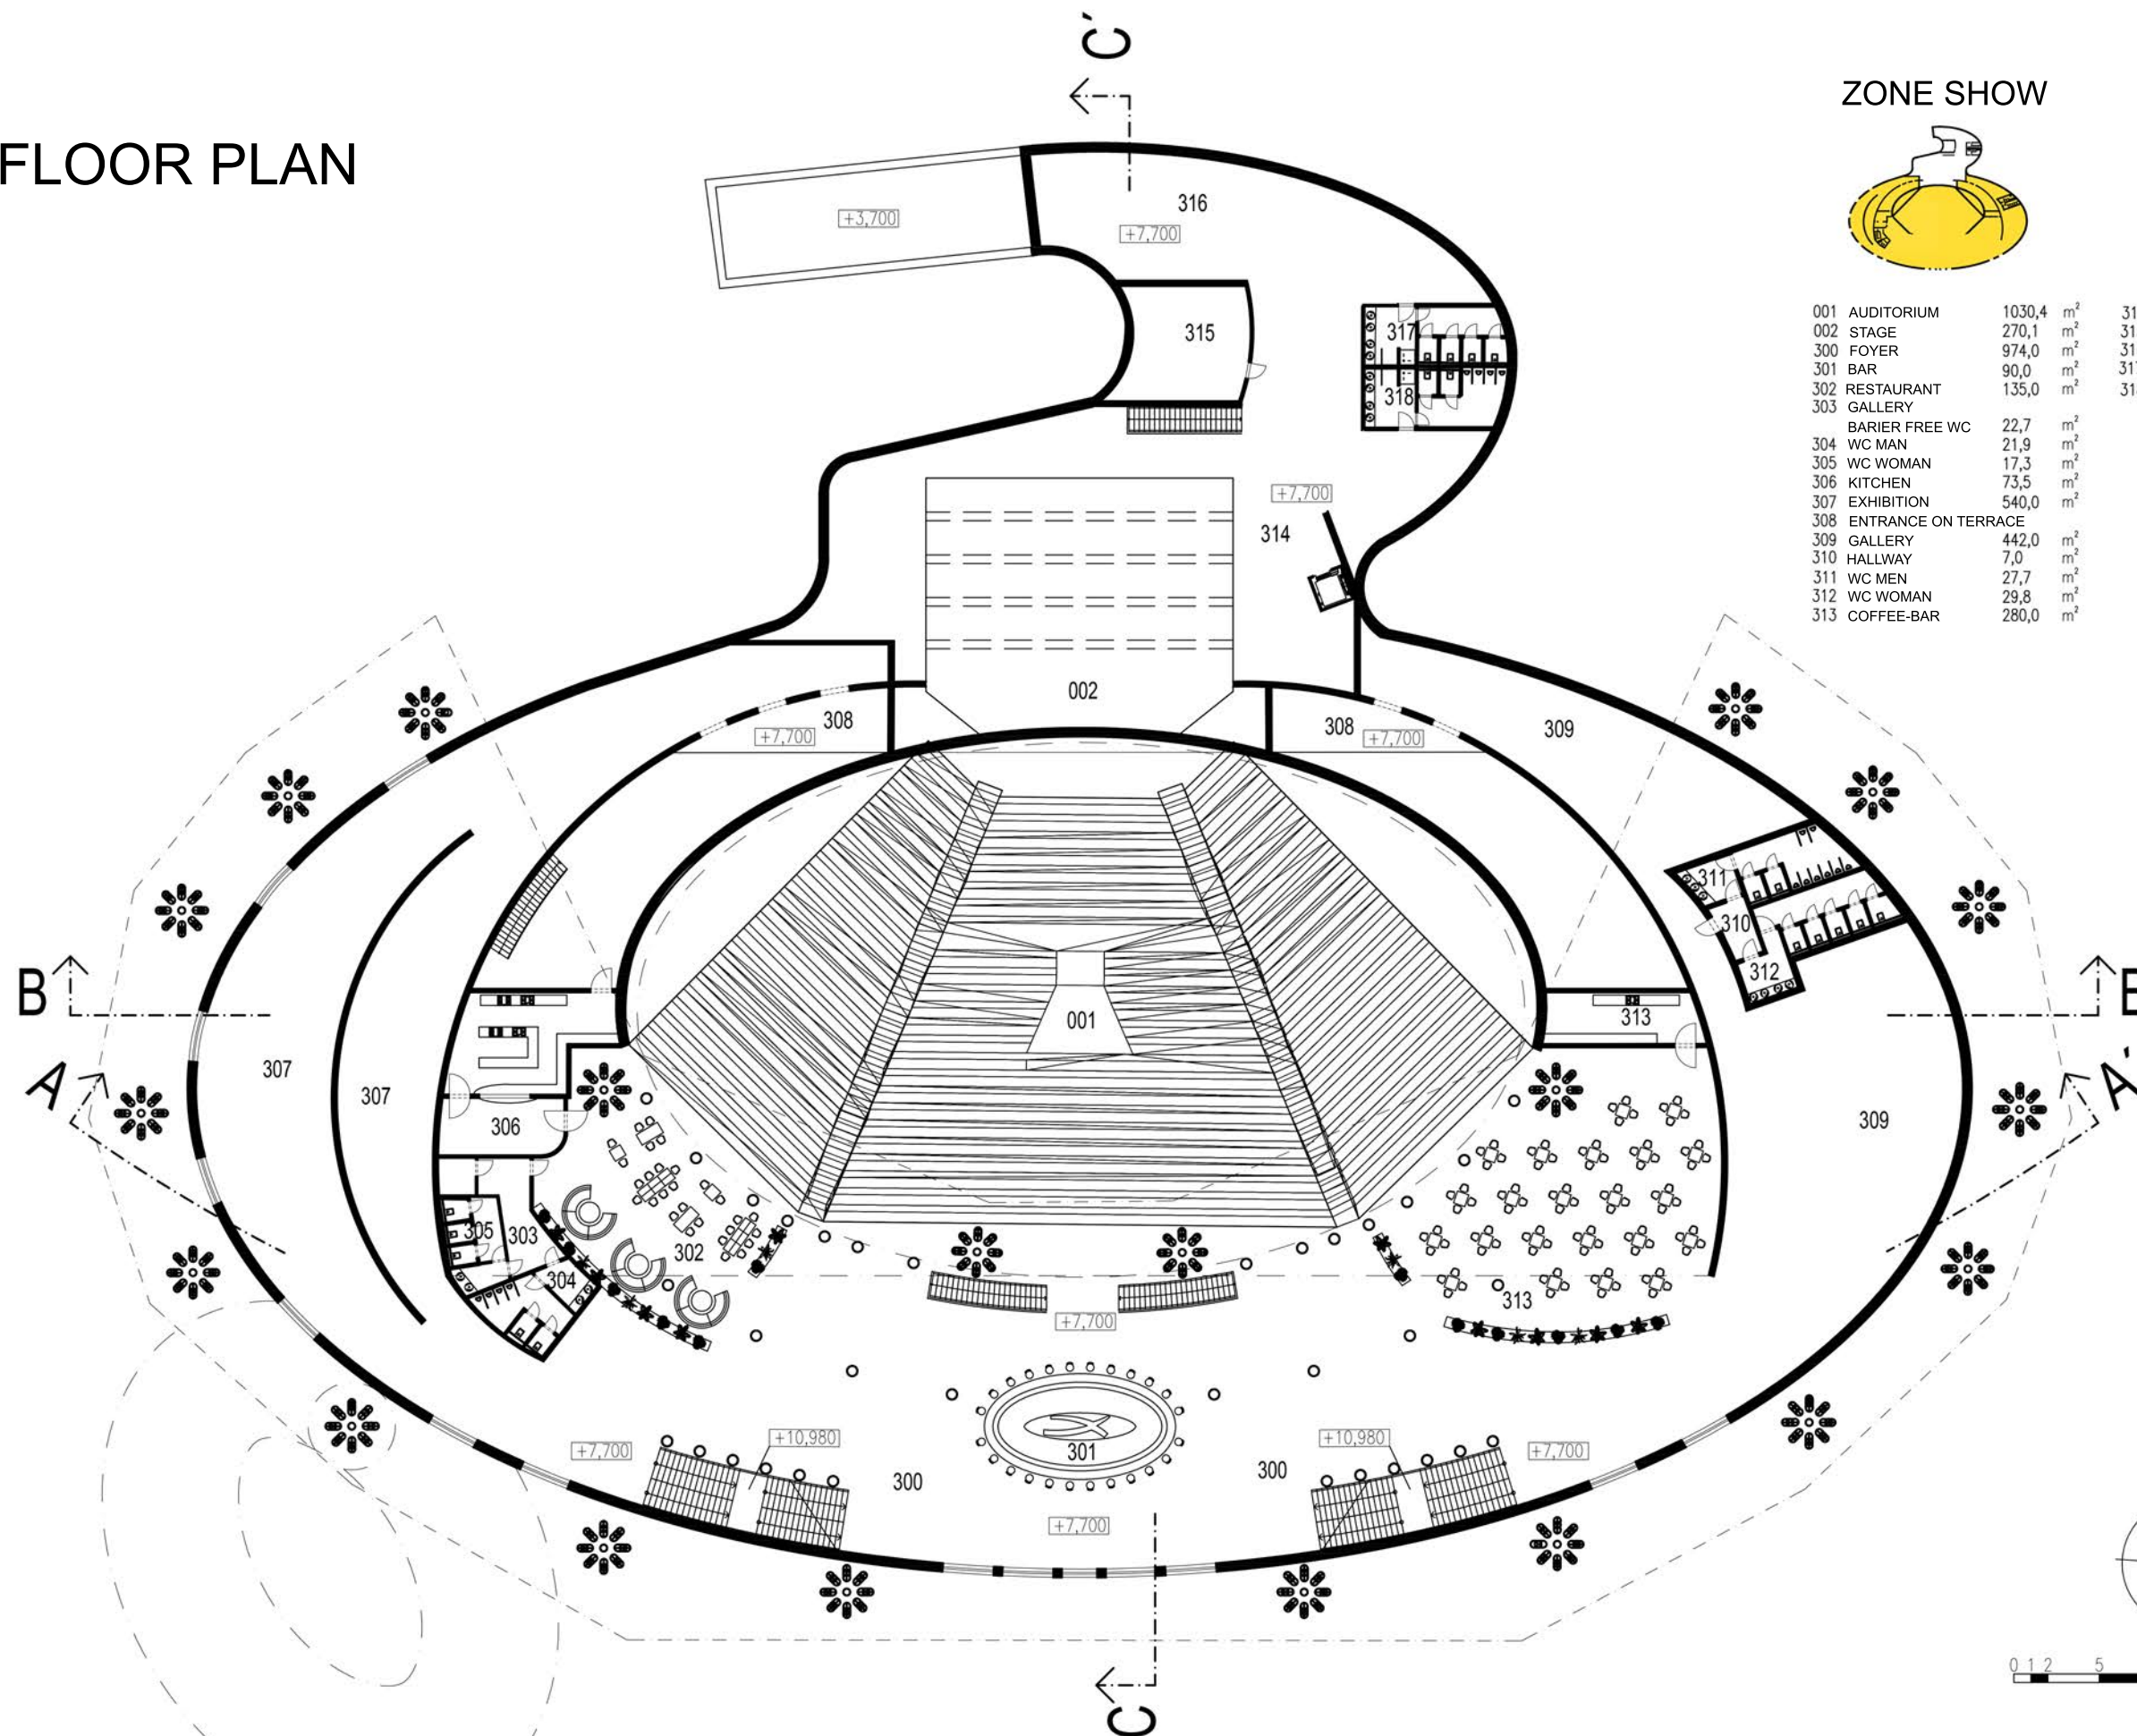 C'
ZONE SHOW
FLOOR PLAN
001 AUDITORIUM 1030,4 m²
002 STAGE 270,1 m²
300 FOYER 974,0 m²
301 BAR 90,0 m²
302 RESTAURANT 135,0 m²
303 GALLERY
BARIER FREE WC 22,7 m²
304 WC MAN 21,9 m²
305 WC WOMAN 17,3 m²
306 KITCHEN 73,5 m²
307 EXHIBITION 540,0 m²
308 ENTRANCE ON TERRACE
309 GALLERY 442,0 m²
310 HALLWAY 7,0 m²
311 WC MEN 27,7 m²
312 WC WOMAN 29,8 m²
313 COFFEE-BAR 280,0 m²
316
+3,700
+7,700
315
317
318
+7,700
314
002
308
+7,700
308
+7,700
309
311
310
312
B
313
001
307
A
A'
307
309
306
305
303
302
304
313
+7,700
+10,980
+10,980
+7,700
301
+7,700
300
300
+7,700
0 1 2 5
C